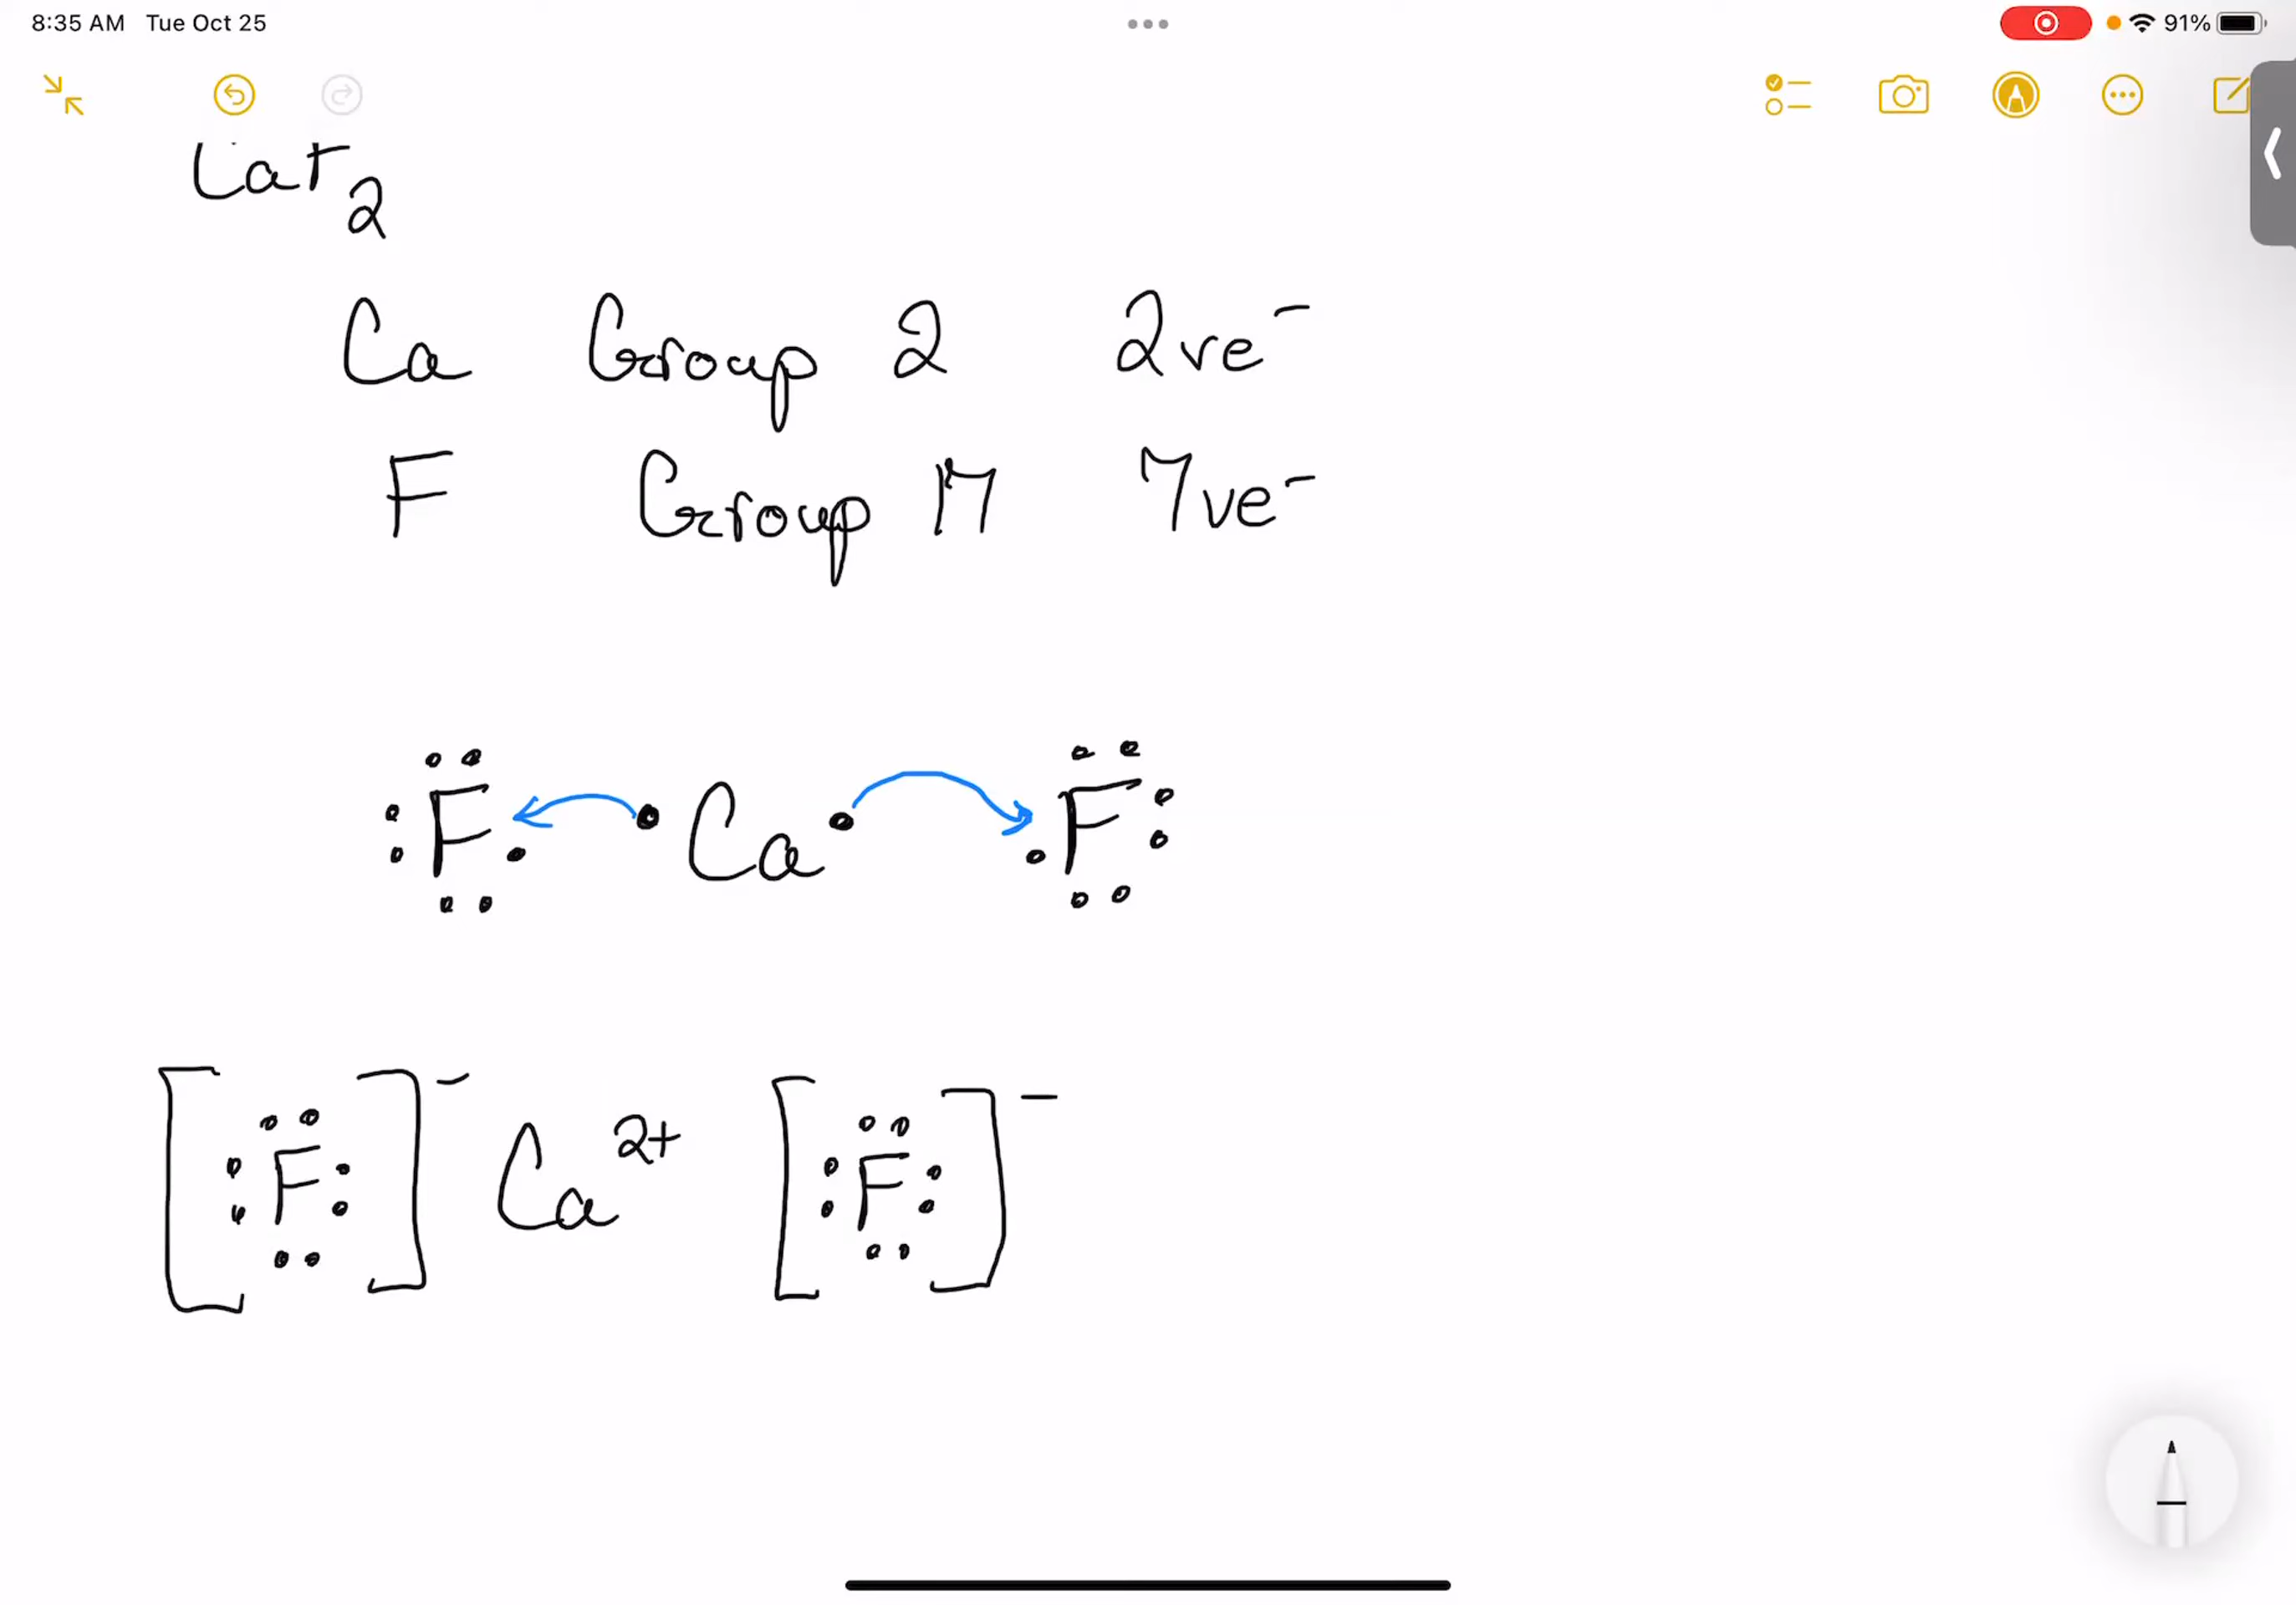 8:35 AM Tue Oct 25 91%
CaF2
Ca Group 2 2ve⁻
F Group 17 7ve⁻
F Ca F
[F]⁻ Ca²⁺ [F]⁻